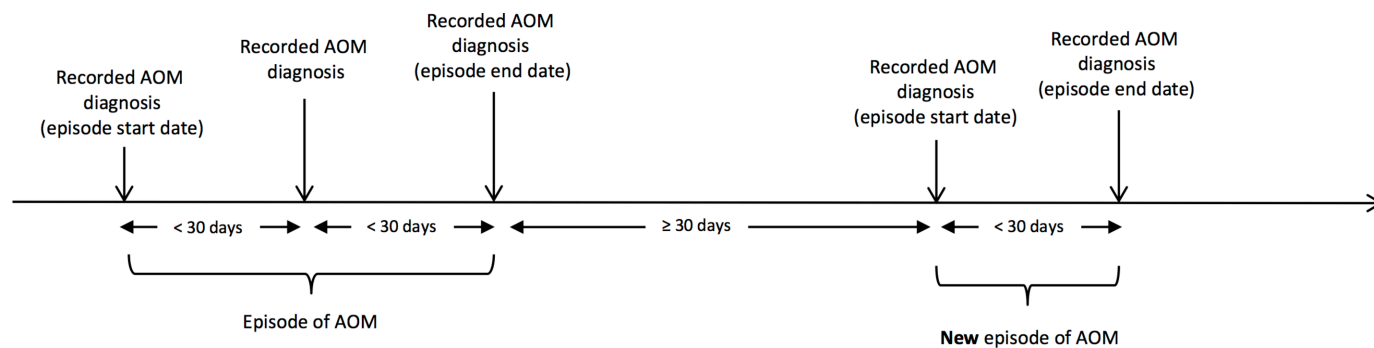 Recorded AOM
diagnosis
(episode start date)
Recorded AOM
diagnosis
Recorded AOM
diagnosis
(episode end date)
Recorded AOM
diagnosis
(episode start date)
Recorded AOM
diagnosis
(episode end date)
< 30 days
< 30 days
≥ 30 days
< 30 days
Episode of AOM
New episode of AOM